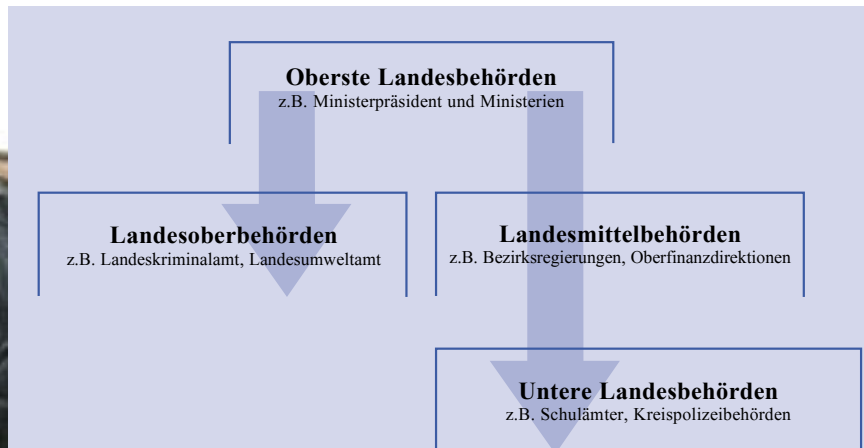 Oberste Landesbehörden
z.B. Ministerpräsident und Ministerien
Landesoberbehörden
z.B. Landeskriminalamt, Landesumweltamt
Landesmittelbehörden
z.B. Bezirksregierungen, Oberfinanzdirektionen
Untere Landesbehörden
z.B. Schulämter, Kreispolizeibehörden